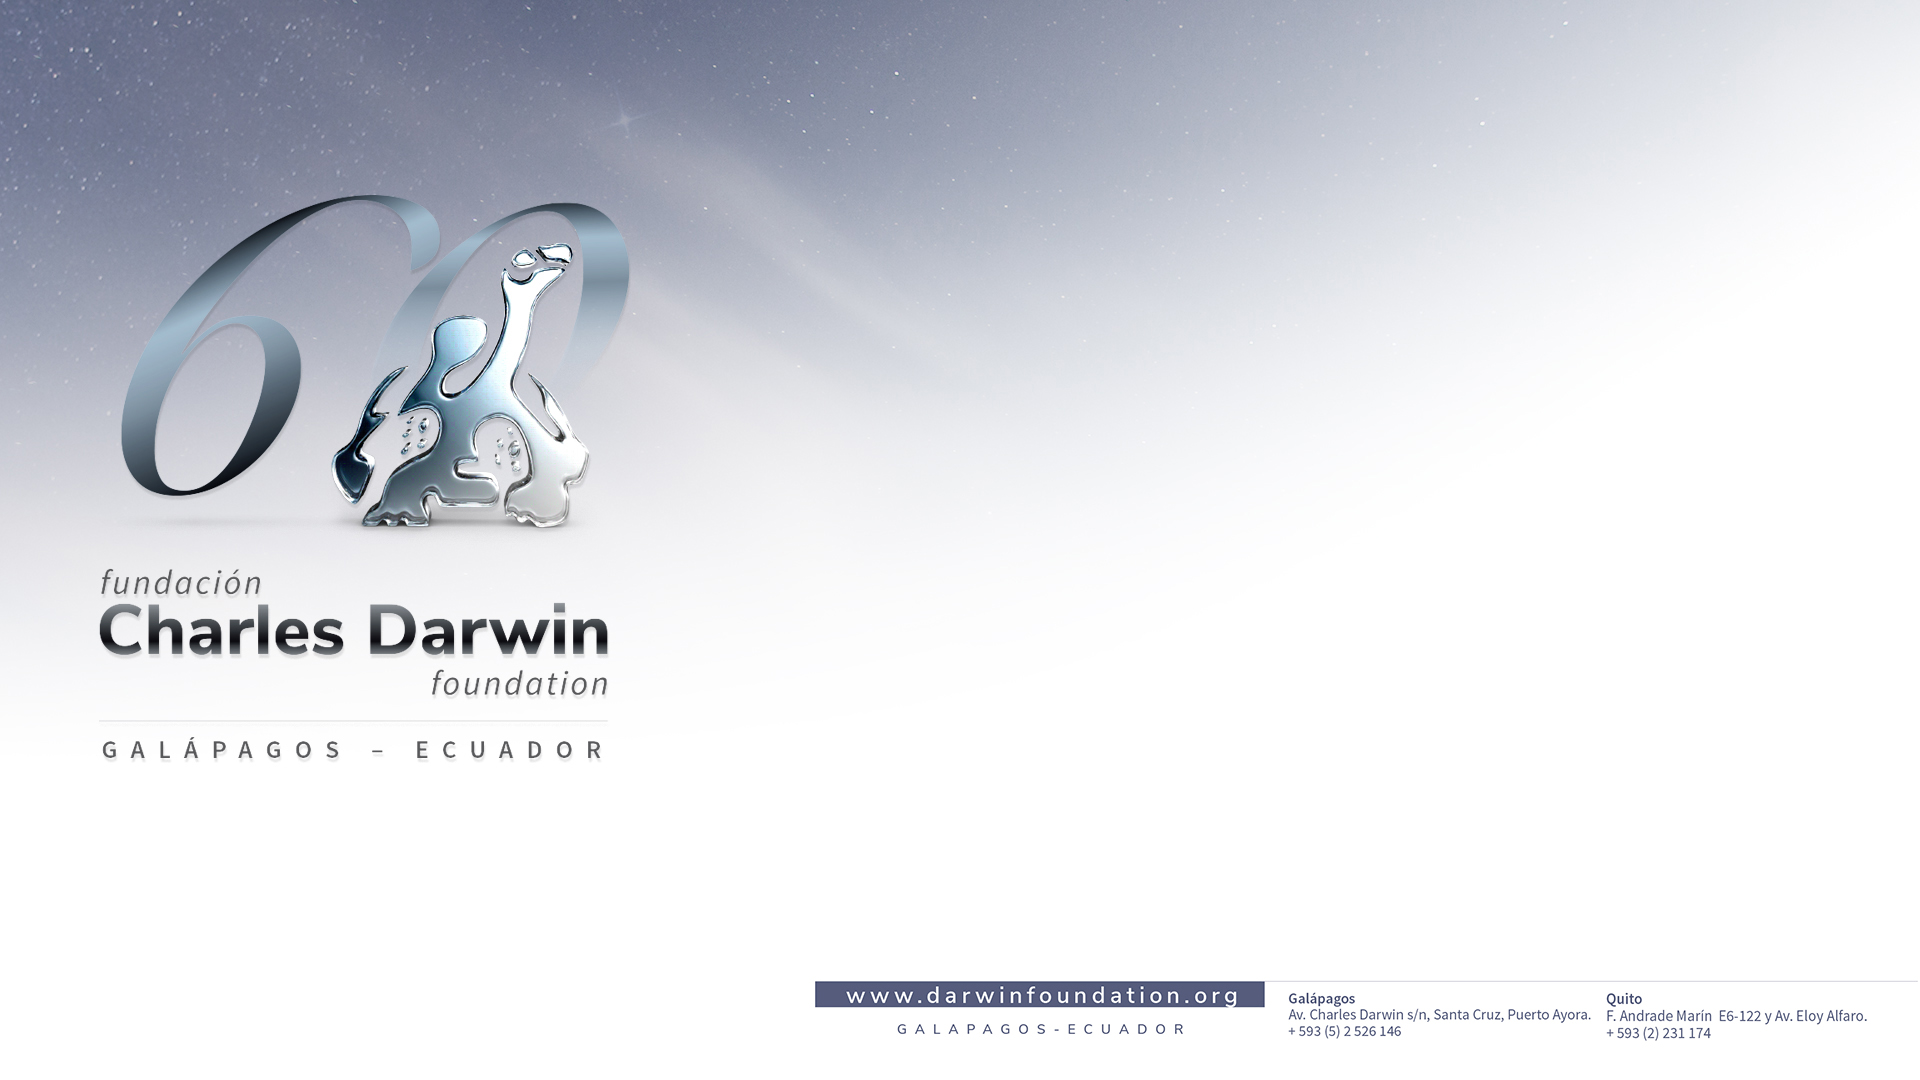 60
fundación
Charles Darwin
foundation
GALÁPAGOS – ECUADOR
www.darwinfoundation.org
GALAPAGOS-ECUADOR
Galápagos
Av. Charles Darwin s/n, Santa Cruz, Puerto Ayora.
+ 593 (5) 2 526 146
Quito
F. Andrade Marín E6-122 y Av. Eloy Alfaro.
+ 593 (2) 231 174